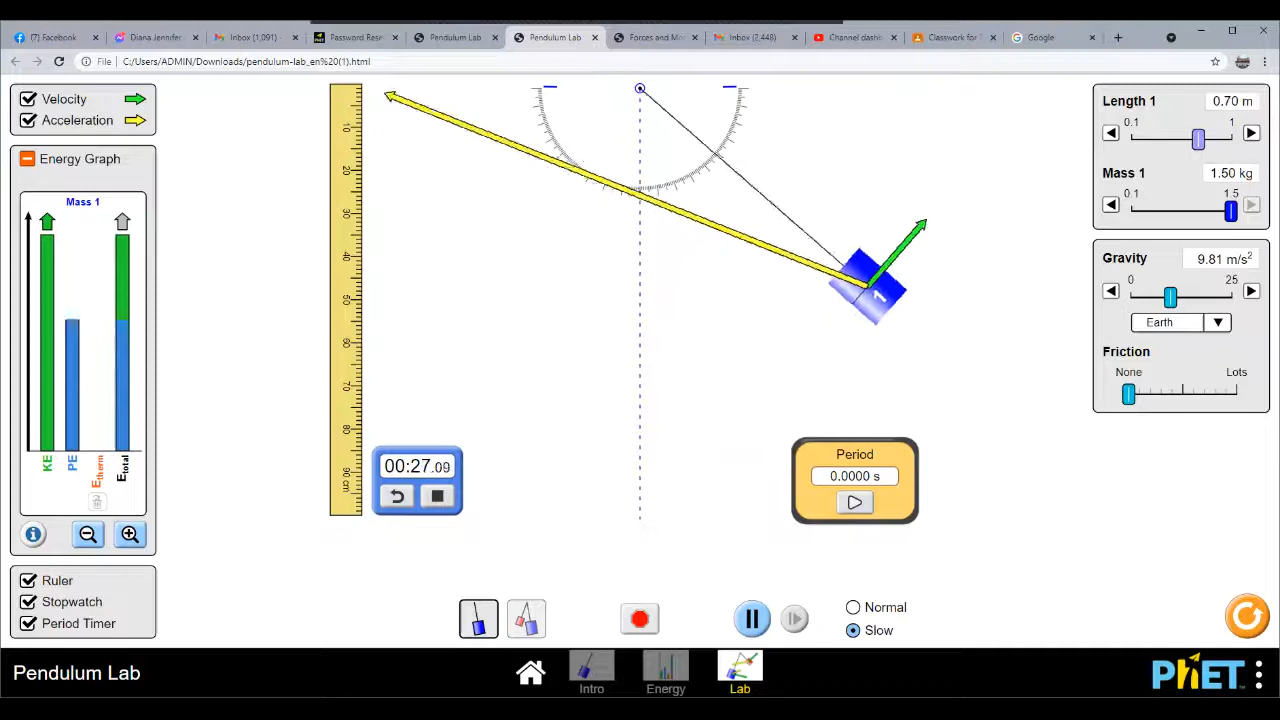 (7) Facebook
Diana Jennifer
Inbox (1,091)
Password Rese
Pendulum Lab
Pendulum Lab
Forces and Mo
Inbox (2,448)
Channel dashb
Classwork for
Google
File
C:/Users/ADMIN/Downloads/pendulum-lab_en%20(1).html
Velocity
Acceleration
Energy Graph
Mass 1
KE
PE
Etherm
Etotal
Ruler
Stopwatch
Period Timer
10
20
30
40
50
60
70
80
90 cm
00:27.09
1
Period
0.0000 s
Length 1
0.70 m
0.1
1
Mass 1
1.50 kg
0.1
1.5
Gravity
9.81 m/s²
0
25
Earth
Friction
None
Lots
Normal
Slow
Pendulum Lab
Intro
Energy
Lab
PhET